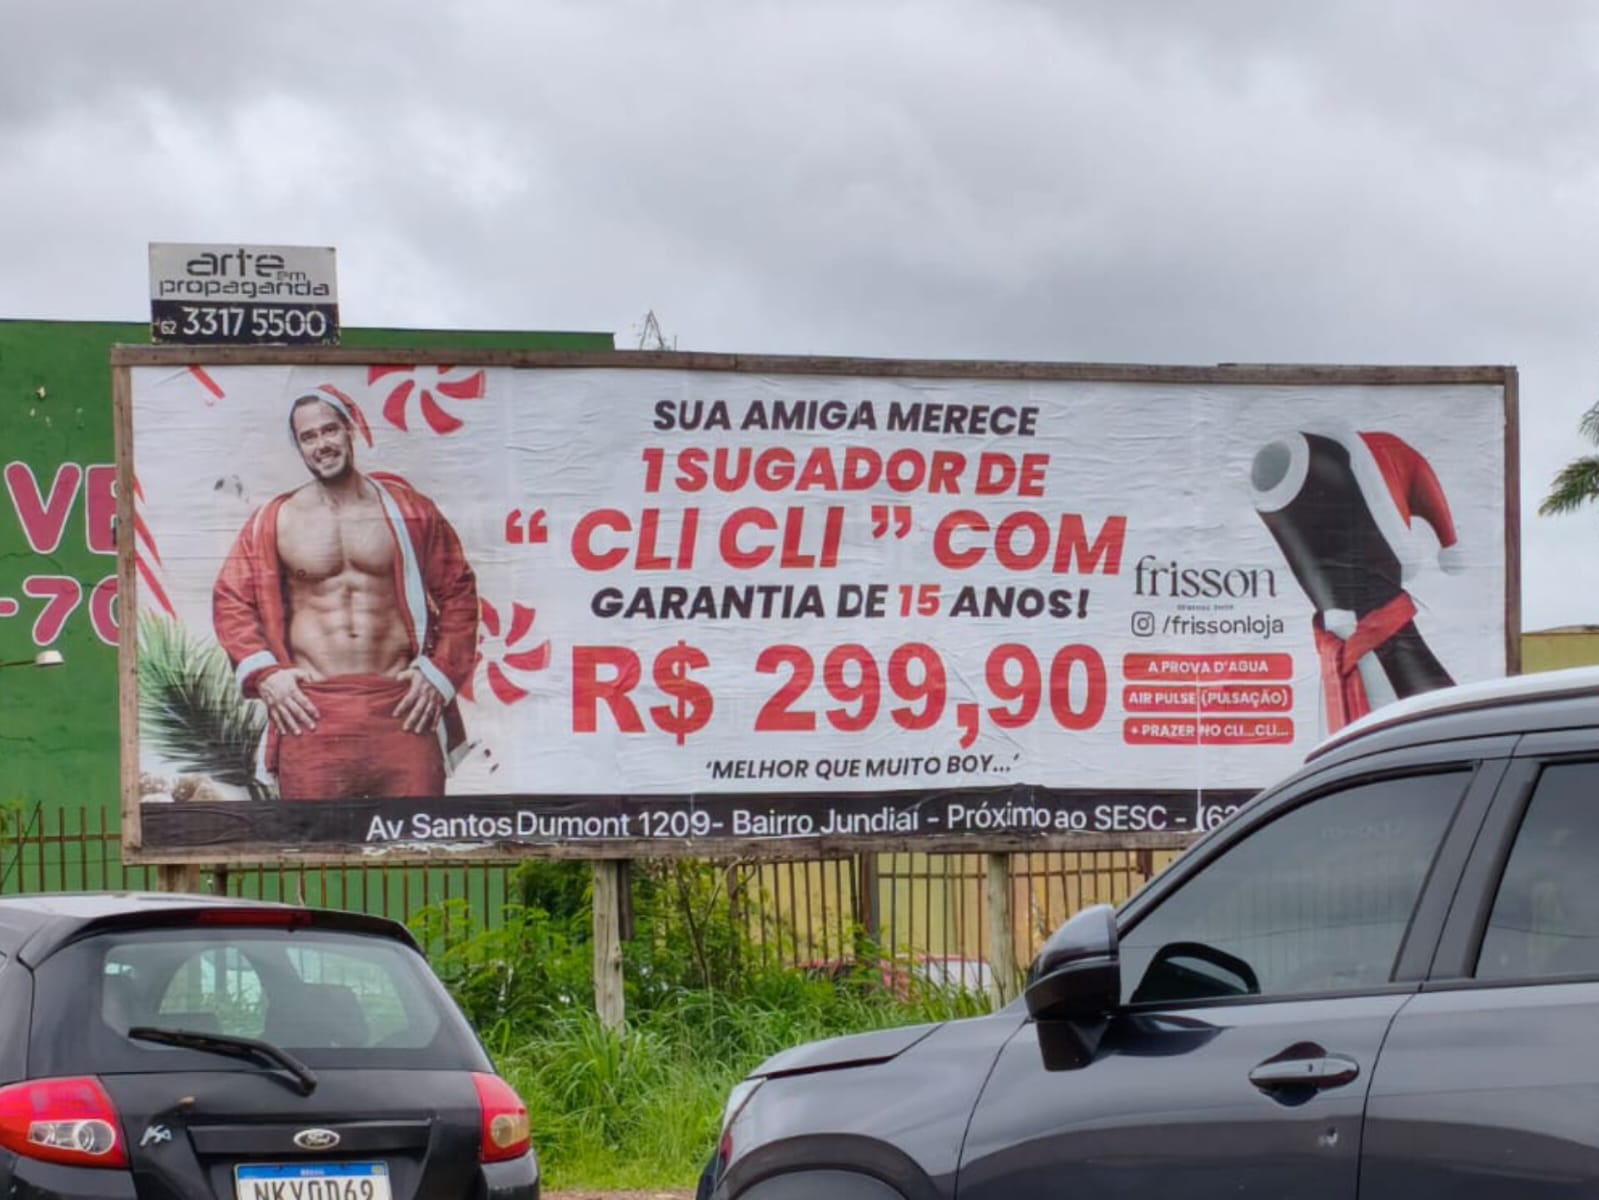 arte em
propaganda
62 3317 5500
VE
-70
SUA AMIGA MERECE
1 SUGADOR DE
“ CLI CLI ” COM
GARANTIA DE 15 ANOS!
R$ 299,90
‘MELHOR QUE MUITO BOY...’
frisson
/frissonloja
A PROVA D'AGUA
AIR PULSE (PULSAÇÃO)
+ PRAZER NO CLI...CLI...
Av Santos Dumont 1209- Bairro Jundiaí - Próximo ao SESC - (62
Ford
BRASIL